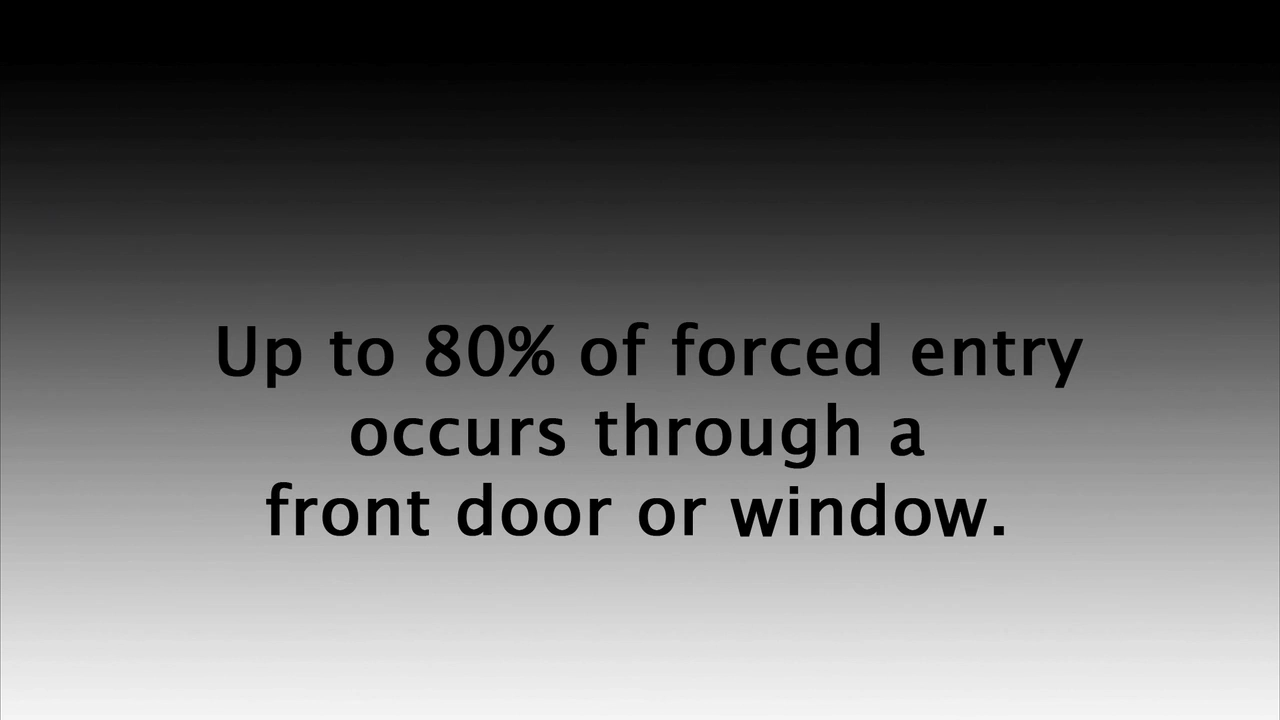 Up to 80% of forced entry
occurs through a
front door or window.